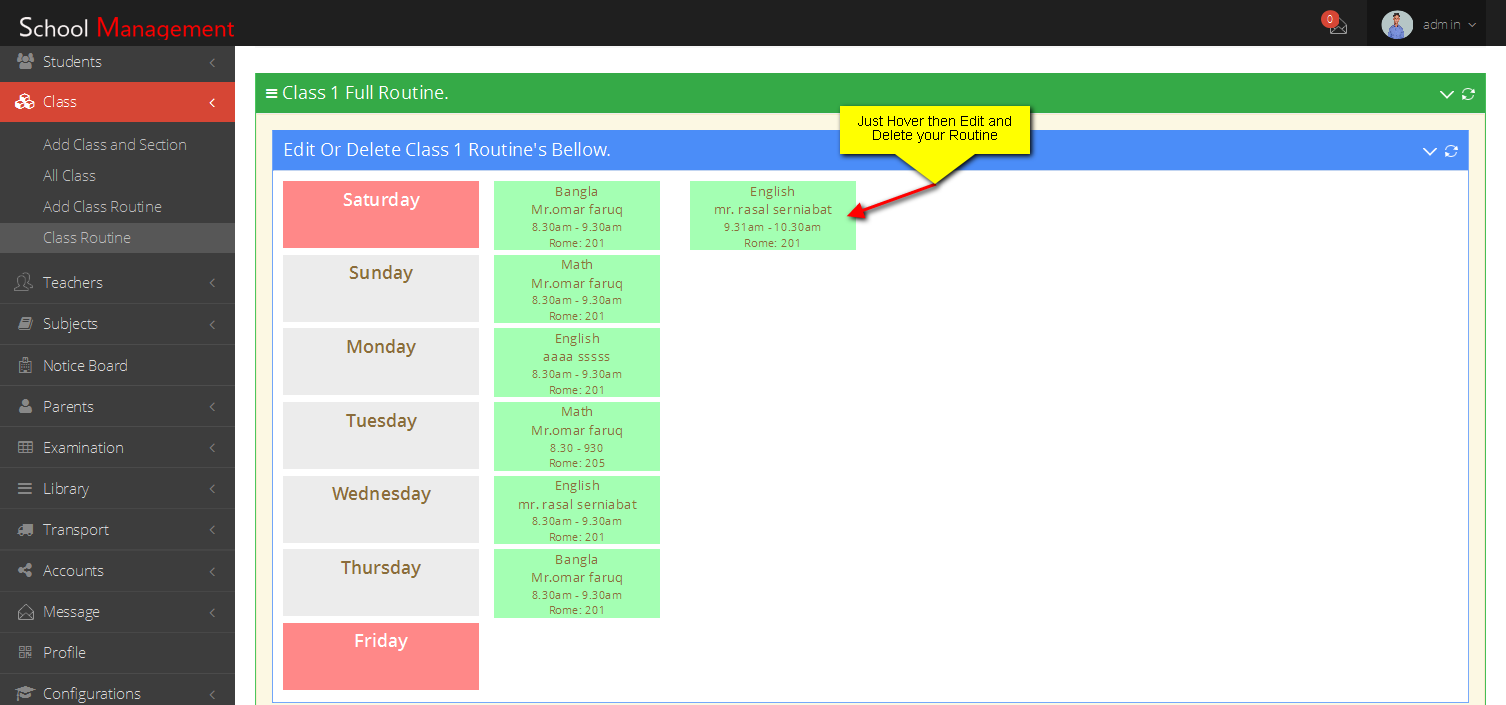 School Management
0
admin
Students
Class
Add Class and Section
All Class
Add Class Routine
Class Routine
Teachers
Subjects
Notice Board
Parents
Examination
Library
Transport
Accounts
Message
Profile
Configurations
Class 1 Full Routine.
Just Hover then Edit and
Delete your Routine
Edit Or Delete Class 1 Routine's Bellow.
Saturday
Bangla
Mr.omar faruq
8.30am - 9.30am
Rome: 201
English
mr. rasal serniabat
9.31am - 10.30am
Rome: 201
Sunday
Math
Mr.omar faruq
8.30am - 9.30am
Rome: 201
Monday
English
aaaa sssss
8.30am - 9.30am
Rome: 201
Tuesday
Math
Mr.omar faruq
8.30 - 930
Rome: 205
Wednesday
English
mr. rasal serniabat
8.30am - 9.30am
Rome: 201
Thursday
Bangla
Mr.omar faruq
8.30am - 9.30am
Rome: 201
Friday